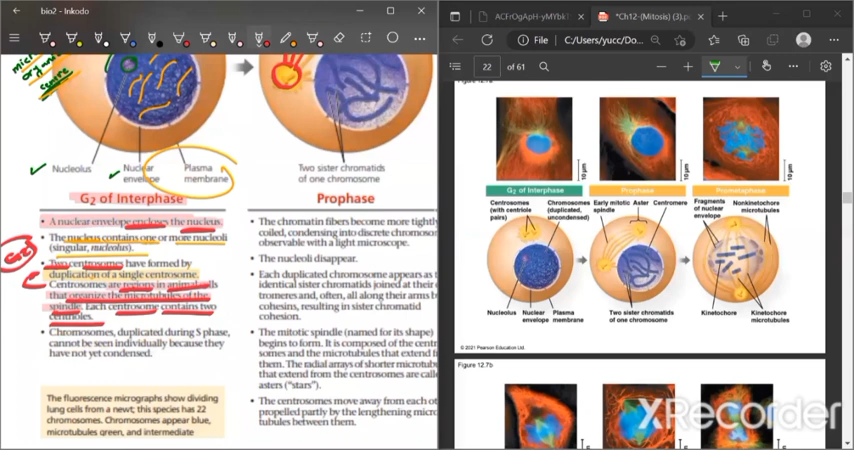 bio2 - Inkodo
ACFrOgApH-yMYbk
*Ch12-(Mitosis) (3).p
File
C:/Users/yucc/Do...
22
of 61
centre
Nucleolus
Nuclear
envelope
Plasma
membrane
G2 of Interphase
• A nuclear envelope encloses the nucleus.
• The nucleus contains one or more nucleoli
(singular, nucleolus).
• Two centrosomes have formed by
duplication of a single centrosome.
Centrosomes are regions in animal cells
that organize the microtubules of the
spindle. Each centrosome contains two
centrioles.
• Chromosomes, duplicated during S phase,
cannot be seen individually because they
have not yet condensed.
The fluorescence micrographs show dividing
lung cells from a newt; this species has 22
chromosomes. Chromosomes appear blue,
microtubules green, and intermediate
Two sister chromatids
of one chromosome
Prophase
• The chromatin fibers become more tightly
coiled, condensing into discrete chromos
observable with a light microscope.
• The nucleoli disappear.
• Each duplicated chromosome appears as t
identical sister chromatids joined at their c
tromeres and, often, all along their arms b
cohesins, resulting in sister chromatid
cohesion.
• The mitotic spindle (named for its shape)
begins to form. It is composed of the centr
somes and the microtubules that extend f
them. The radial arrays of shorter microtub
that extend from the centrosomes are calle
asters ("stars").
• The centrosomes move away from each ot
propelled partly by the lengthening micro
tubules between them.
Figure 12.7a
10 µm
10 µm
10 µm
G2 of Interphase
Prophase
Prometaphase
Centrosomes
(with centriole
pairs)
Chromosomes
(duplicated,
uncondensed)
Early mitotic
spindle
Aster
Centromere
Fragments
of nuclear
envelope
Nonkinetochore
microtubules
Nucleolus
Nuclear
envelope
Plasma
membrane
Two sister chromatids
of one chromosome
Kinetochore
Kinetochore
microtubules
© 2021 Pearson Education Ltd.
Figure 12.7b
XRecorder